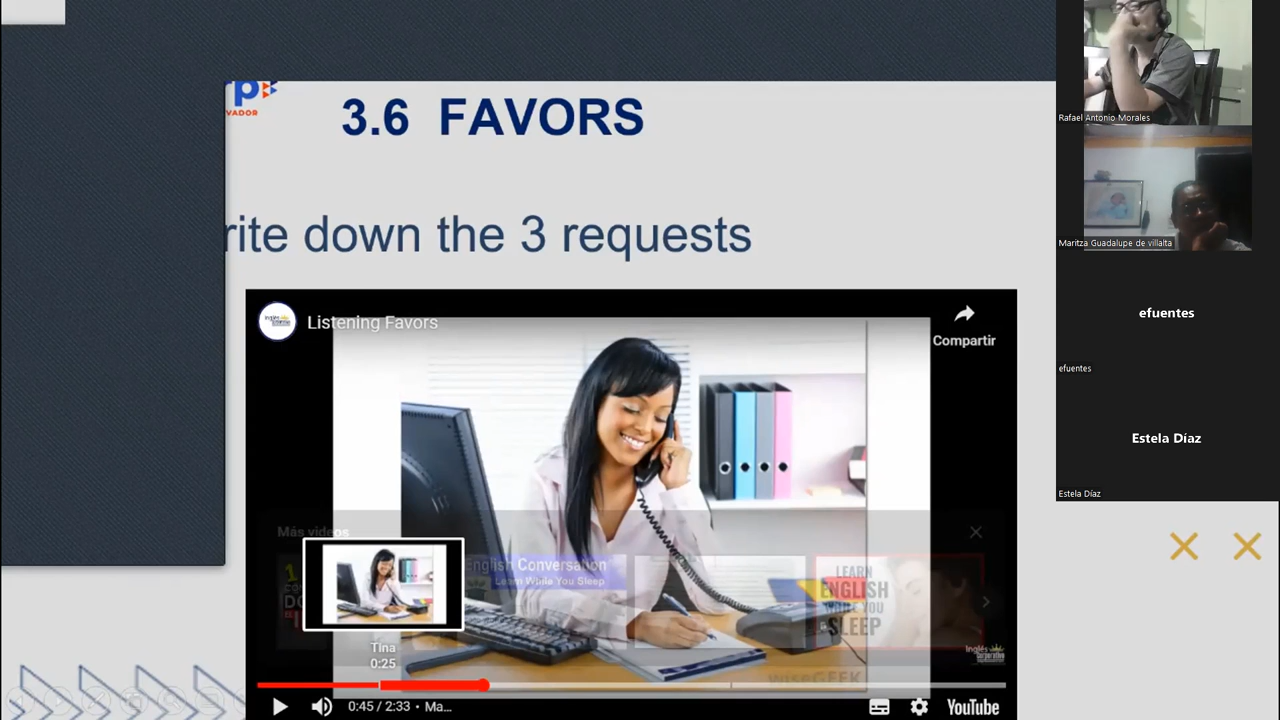 p
VADOR
3.6 FAVORS
rite down the 3 requests
Listening Favors
Compartir
Más videos
English Conversation
Learn While You Sleep
LEARN
ENGLISH
WHILE YOU
SLEEP
Tina
0:25
0:45 / 2:33 • Ma...
YouTube
wiseGEEK
Rafael Antonio Morales
Maritza Guadalupe de villalta
efuentes
efuentes
Estela Díaz
Estela Díaz